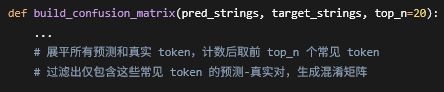 def build_confusion_matrix(pred_strings, target_strings, top_n=20):
...
# 展平所有预测和真实 token，计数后取前 top_n 个常见 token
# 过滤出仅包含这些常见 token 的预测-真实对，生成混淆矩阵